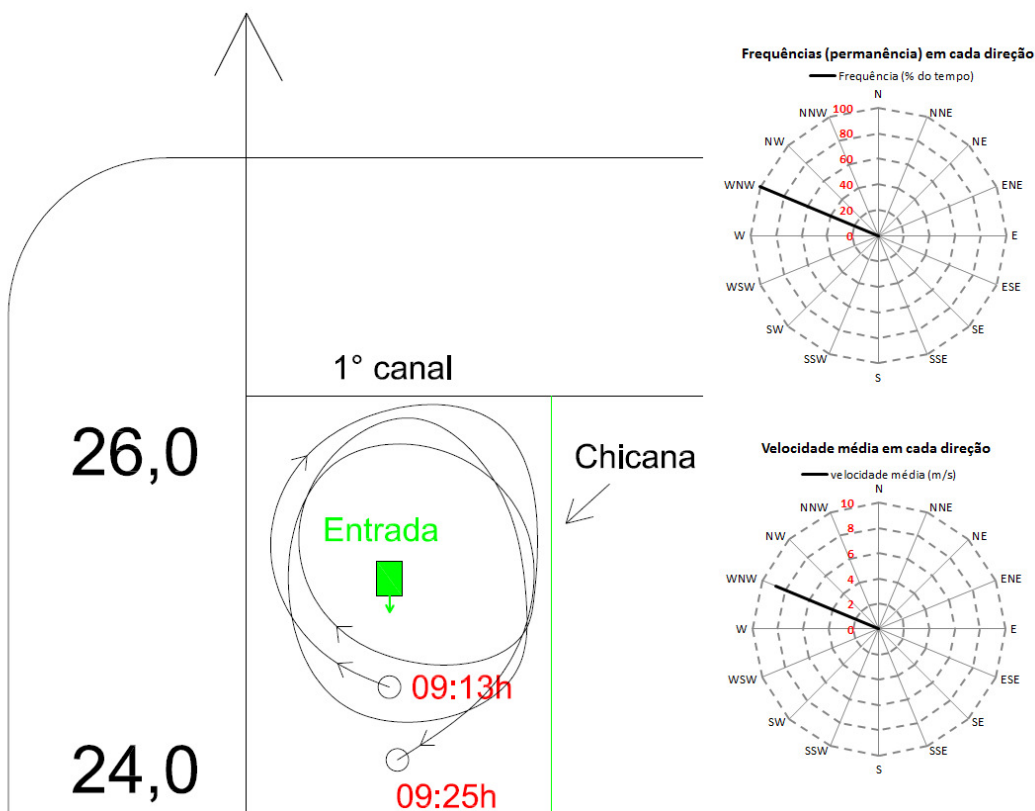 1° canal
26,0
Chicana
Entrada
09:13h
24,0
09:25h
Frequências (permanência) em cada direção
Frequência (% do tempo)
N
NNW
100
NNE
NW
80
NE
60
WNW
40
ENE
20
W
0
E
WSW
ESE
SW
SE
SSW
SSE
S
Velocidade média em cada direção
velocidade média (m/s)
N
NNW
10
NNE
NW
8
NE
6
WNW
4
ENE
2
W
0
E
WSW
ESE
SW
SE
SSW
SSE
S